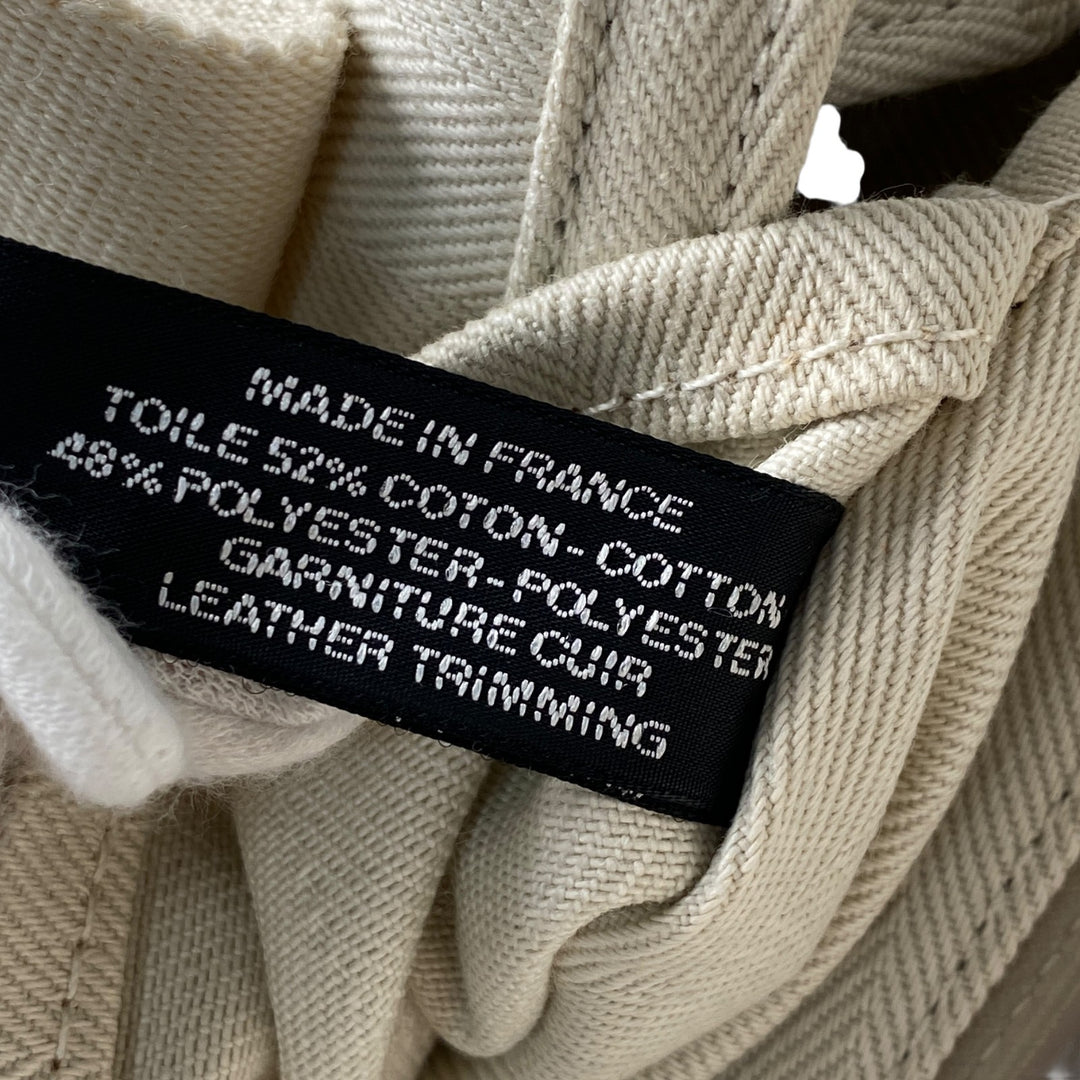 MADE IN FRANCE
TOILE 52% COTON - COTTON
48% POLYESTER - POLYESTER
GARNITURE CUIR
LEATHER TRIMMING